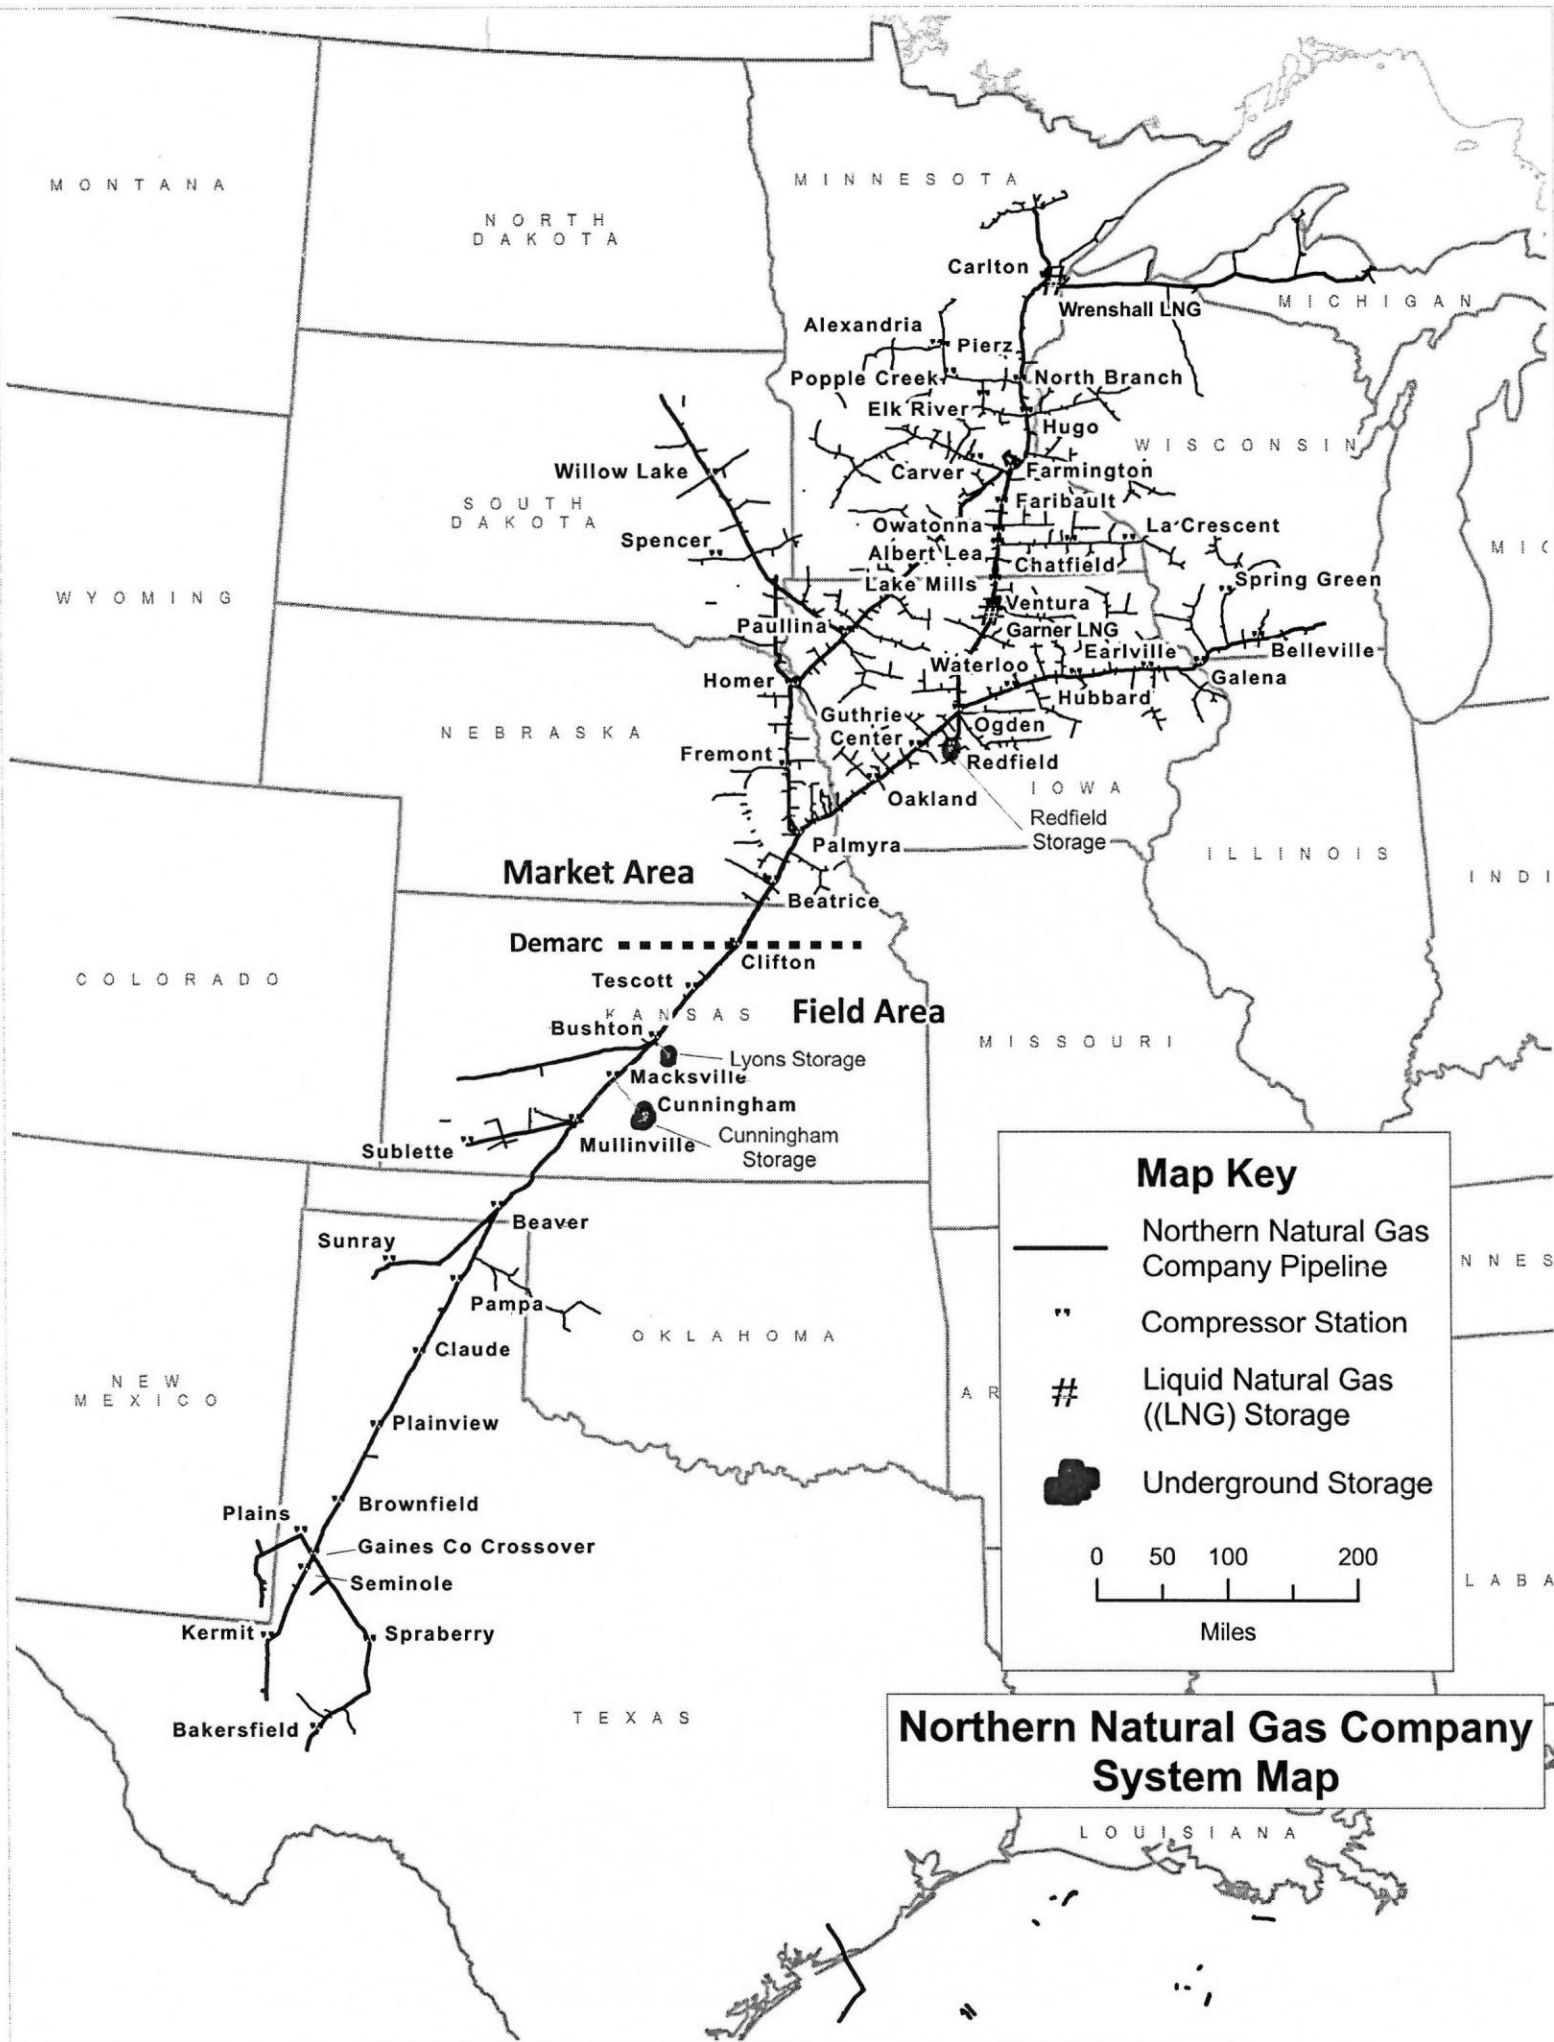 MONTANA
NORTH
DAKOTA
MINNESOTA
Carlton
Wrenshall LNG
MICHIGAN
Alexandria
Pierz
Popple Creek
North Branch
Elk River
Hugo
WISCONSIN
Willow Lake
Carver
Farmington
SOUTH
DAKOTA
Faribault
Owatonna
La Crescent
Spencer
Albert Lea
Chatfield
MIC
Lake Mills
Spring Green
WYOMING
Ventura
Paullina
Garner LNG
Earlville
Belleville
Waterloo
Homer
Galena
Hubbard
Guthrie
Center
Ogden
NEBRASKA
Fremont
Redfield
IOWA
Oakland
Redfield
Storage
Palmyra
ILLINOIS
Market Area
INDI
Beatrice
Demarc
Clifton
Tescott
COLORADO
KANSAS
Field Area
Bushton
MISSOURI
Lyons Storage
Macksville
Cunningham
Sublette
Mullinville
Cunningham
Storage
Map Key
Northern Natural Gas
Company Pipeline
Compressor Station
#
Liquid Natural Gas
((LNG) Storage
Underground Storage
0 50 100 200
Miles
Beaver
Sunray
NNES
Pampa
OKLAHOMA
Claude
NEW
MEXICO
AR
Plainview
Brownfield
Plains
Gaines Co Crossover
Seminole
LABA
Kermit
Spraberry
Bakersfield
TEXAS
Northern Natural Gas Company
System Map
LOUISIANA